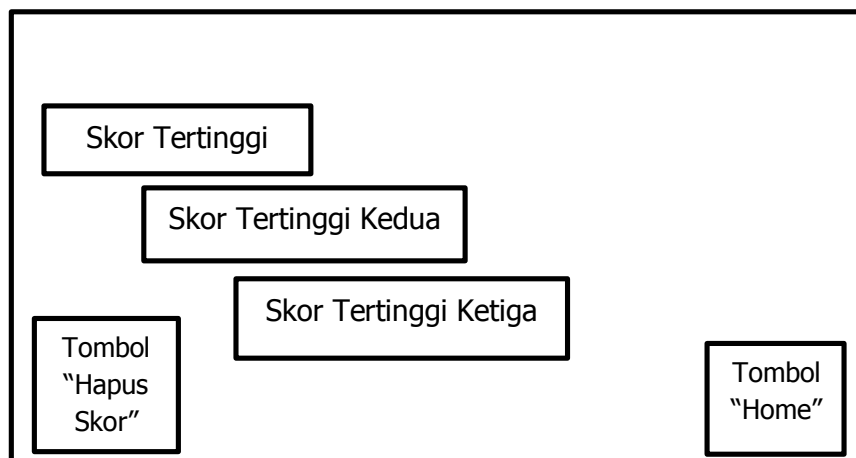 Skor Tertinggi
Skor Tertinggi Kedua
Skor Tertinggi Ketiga
Tombol
“Hapus
Skor”
Tombol
“Home”